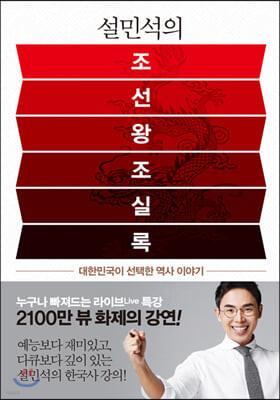 설민석의
조
선
왕
조
실
록
대한민국이 선택한 역사 이야기
누구나 빠져드는 라이브Live 특강
2100만 뷰 화제의 강연!
예능보다 재미있고,
다큐보다 깊이 있는
설민석의 한국사 강의!